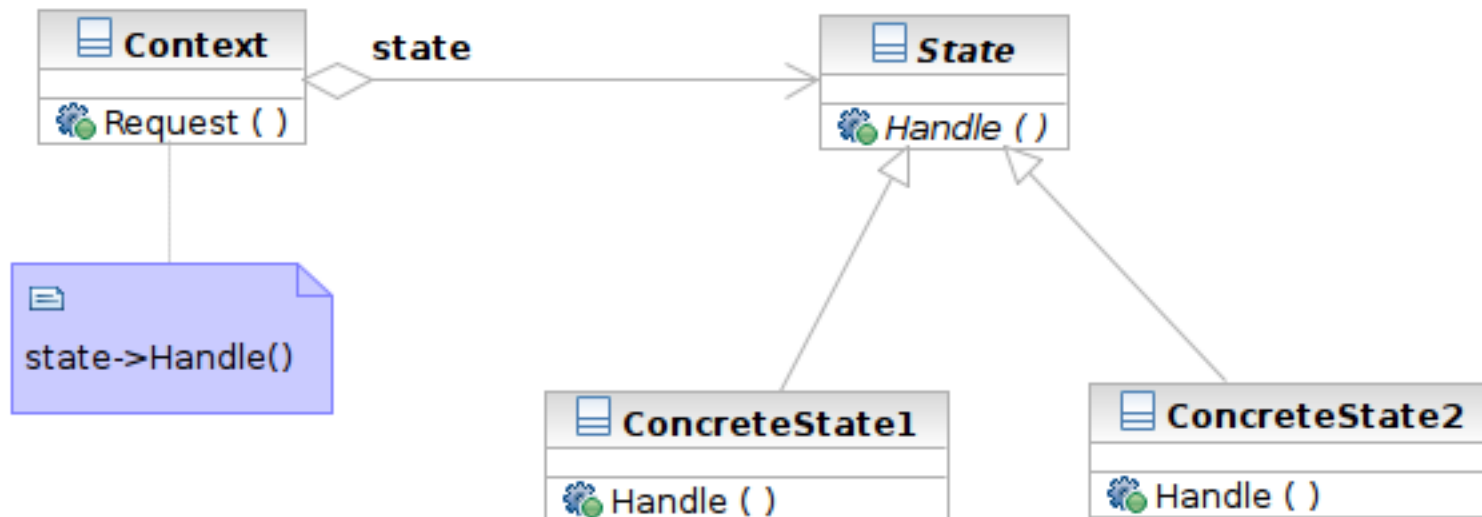 Context
Request ( )
state
State
Handle ( )
state->Handle()
ConcreteState1
Handle ( )
ConcreteState2
Handle ( )